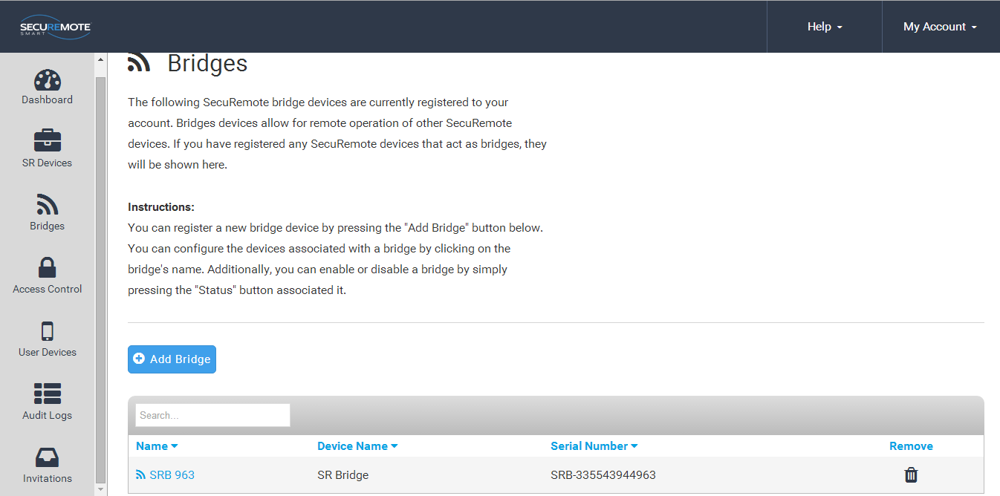 SECUREMOTE
SMART
Help
My Account
Dashboard
SR Devices
Bridges
Access Control
User Devices
Audit Logs
Invitations
Bridges
The following SecuRemote bridge devices are currently registered to your
account. Bridges devices allow for remote operation of other SecuRemote
devices. If you have registered any SecuRemote devices that act as bridges, they
will be shown here.
Instructions:
You can register a new bridge device by pressing the "Add Bridge" button below.
You can configure the devices associated with a bridge by clicking on the
bridge's name. Additionally, you can enable or disable a bridge by simply
pressing the "Status" button associated it.
Add Bridge
Search...
Name Device Name Serial Number Remove
SRB 963 SR Bridge SRB-335543944963